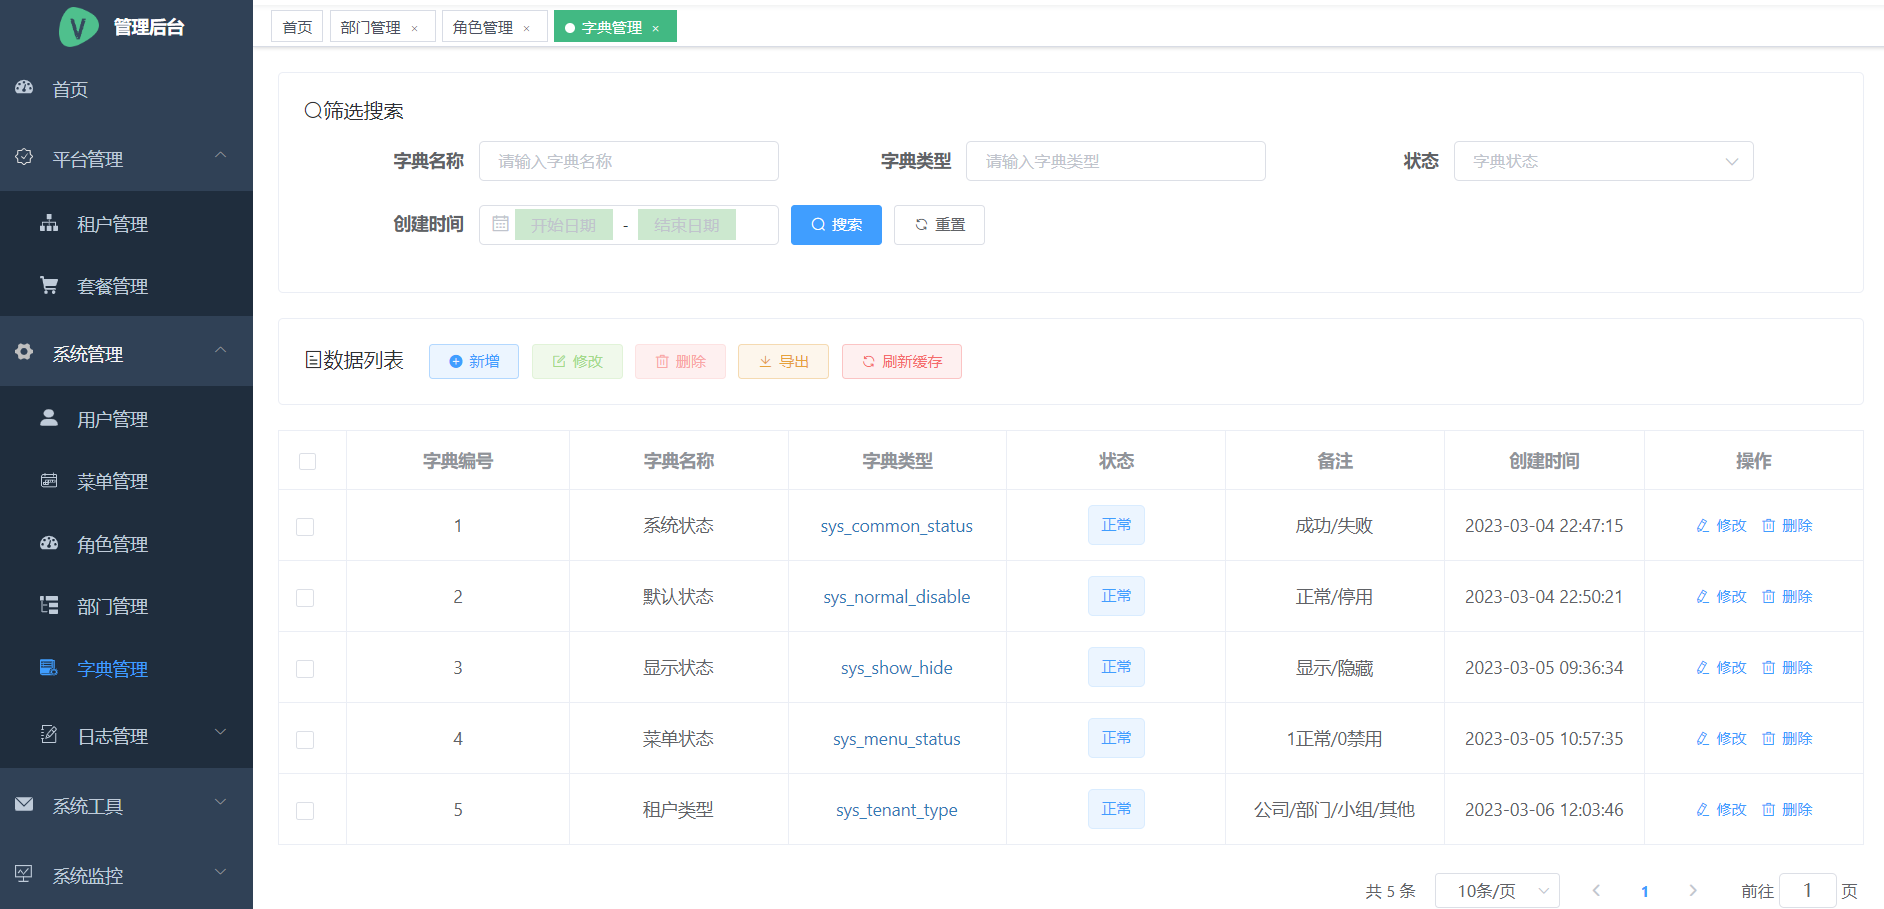 V 管理后台
首页
平台管理
租户管理
套餐管理
系统管理
用户管理
菜单管理
角色管理
部门管理
字典管理
日志管理
系统工具
系统监控
首页 部门管理 × 角色管理 × 字典管理 ×
筛选搜索
字典名称 请输入字典名称 字典类型 请输入字典类型 状态 字典状态
创建时间 开始日期 - 结束日期 搜索 重置
数据列表 新增 修改 删除 导出 刷新缓存
字典编号 字典名称 字典类型 状态 备注 创建时间 操作
1 系统状态 sys_common_status 正常 成功/失败 2023-03-04 22:47:15 修改 删除
2 默认状态 sys_normal_disable 正常 正常/停用 2023-03-04 22:50:21 修改 删除
3 显示状态 sys_show_hide 正常 显示/隐藏 2023-03-05 09:36:34 修改 删除
4 菜单状态 sys_menu_status 正常 1正常/0禁用 2023-03-05 10:57:35 修改 删除
5 租户类型 sys_tenant_type 正常 公司/部门/小组/其他 2023-03-06 12:03:46 修改 删除
共 5 条 10条/页 1 前往 1 页